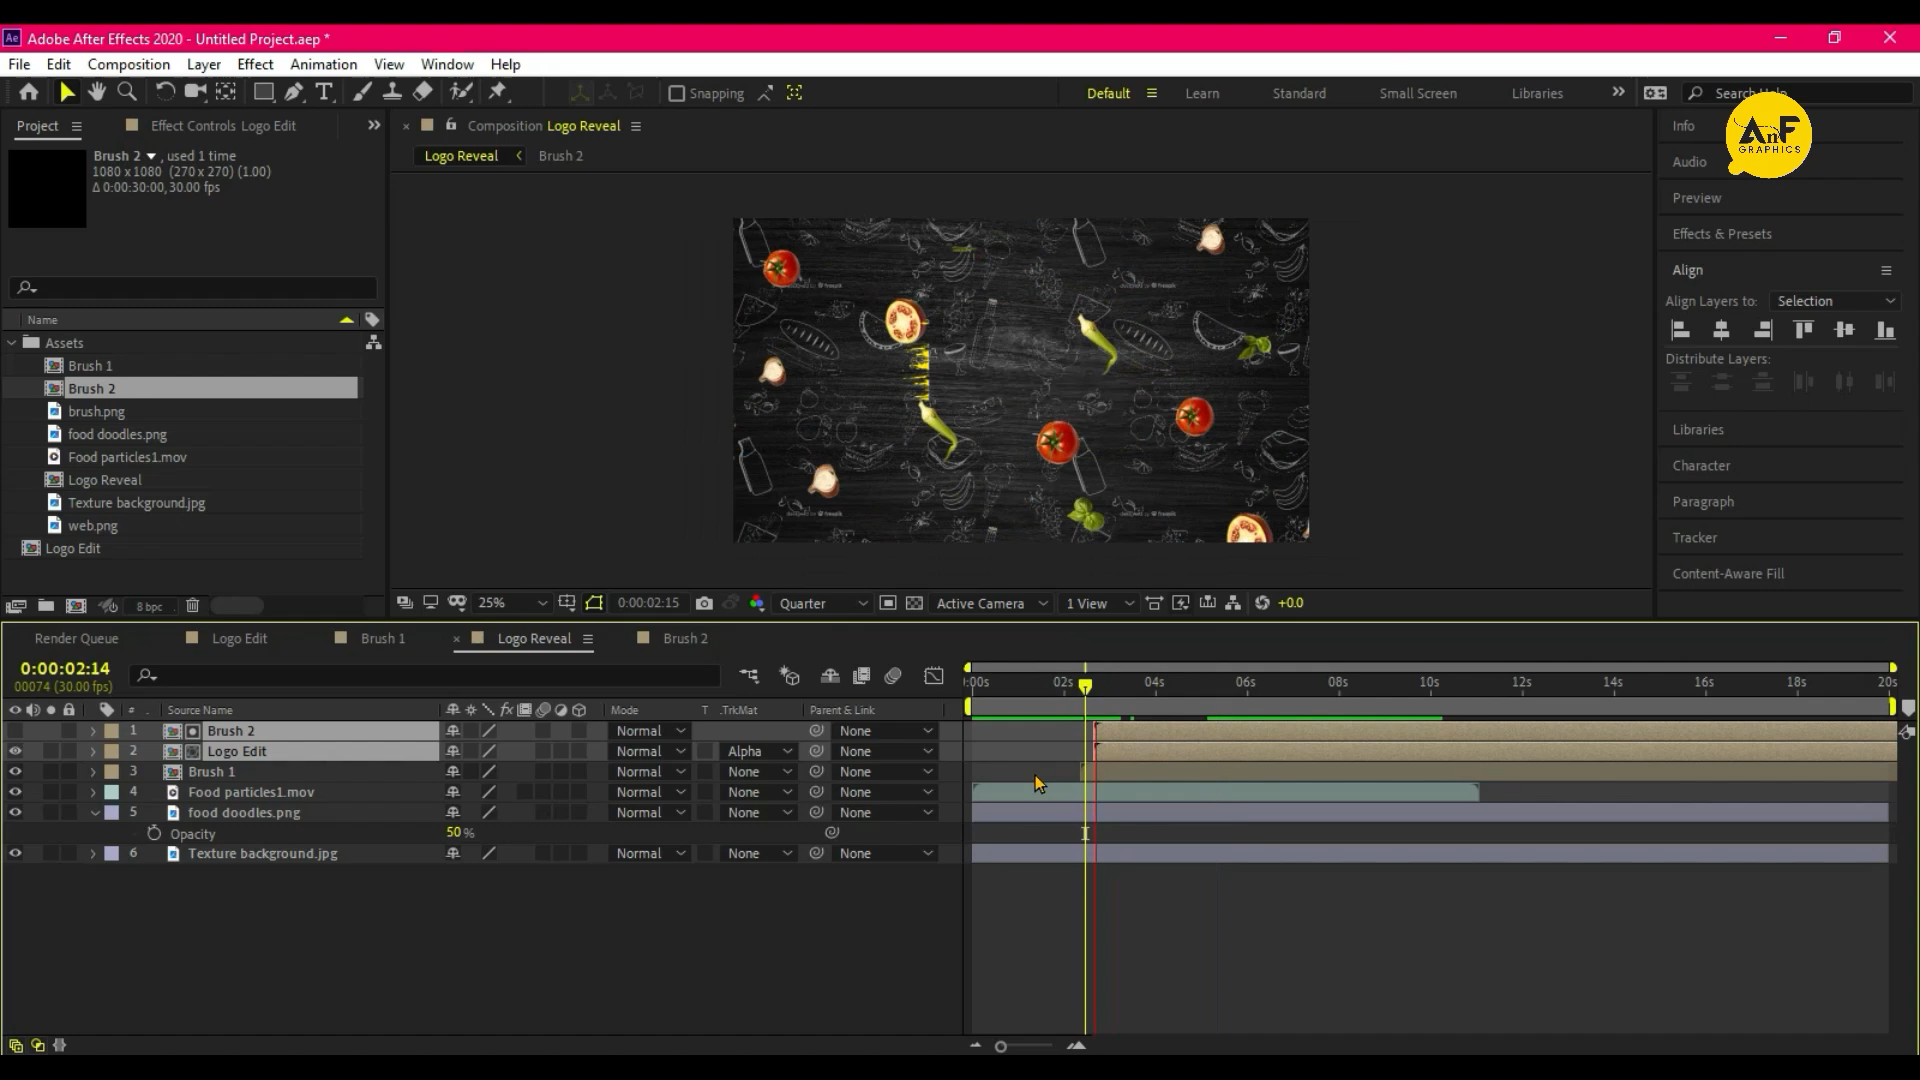 Ae Adobe After Effects 2020 - Untitled Project.aep *
File Edit Composition Layer Effect Animation View Window Help
Snapping
Default Learn Standard Small Screen Libraries
Search Help
AnF
GRAPHICS
Project
Effect Controls Logo Edit
Brush 2 , used 1 time
1080 x 1080 (270 x 270) (1.00)
Δ 0:00:30:00, 30.00 fps
Name
Assets
Brush 1
Brush 2
brush.png
food doodles.png
Food particles1.mov
Logo Reveal
Texture background.jpg
web.png
Logo Edit
8 bpc
Composition Logo Reveal
Logo Reveal Brush 2
25% 0:00:02:15 Quarter Active Camera 1 View +0.0
Info
Audio
Preview
Effects & Presets
Align
Align Layers to: Selection
Distribute Layers:
Libraries
Character
Paragraph
Tracker
Content-Aware Fill
Render Queue Logo Edit Brush 1 Logo Reveal Brush 2
0:00:02:14
00074 (30.00 fps)
:00s 02s 04s 06s 08s 10s 12s 14s 16s 18s 20s
# Source Name Mode T .TrkMat Parent & Link
1 Brush 2 Normal None
2 Logo Edit Normal Alpha None
3 Brush 1 Normal None None
4 Food particles1.mov Normal None None
5 food doodles.png Normal None None
Opacity 50 %
6 Texture background.jpg Normal None None